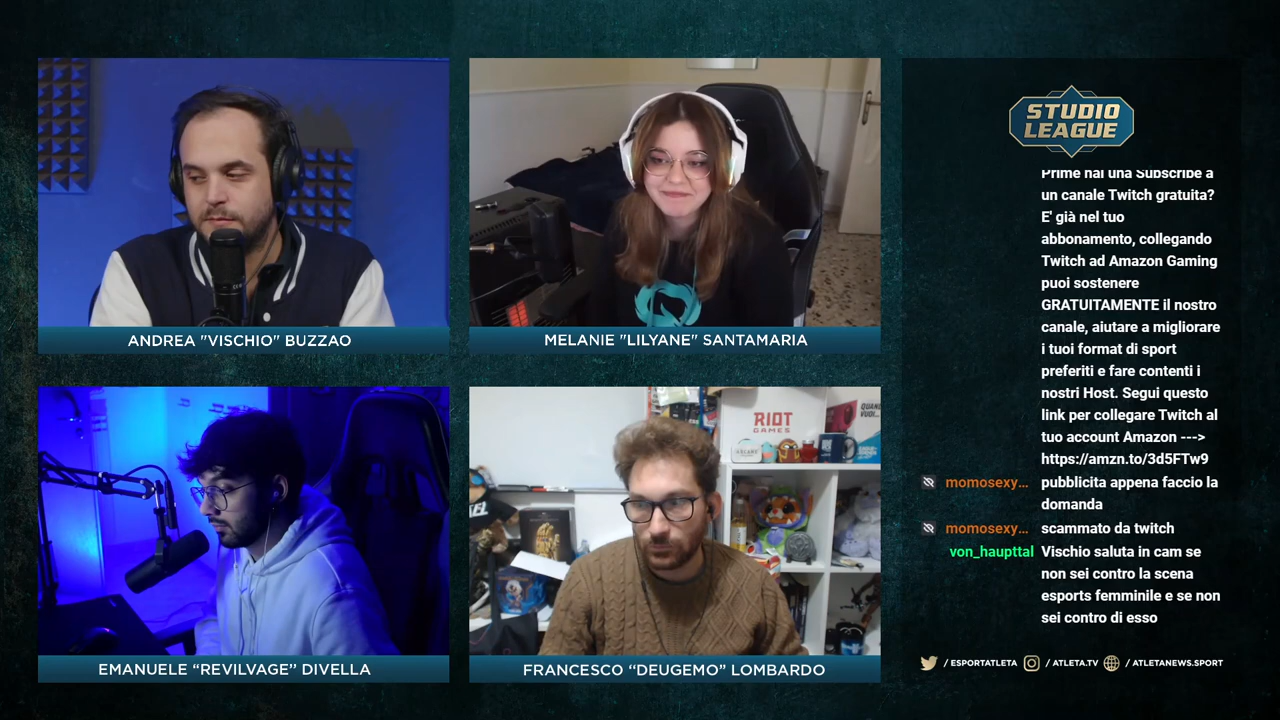 ANDREA "VISCHIO" BUZZAO
MELANIE "LILYANE" SANTAMARIA
EMANUELE “REVILVAGE” DIVELLA
RIOT
GAMES
FRANCESCO “DEUGEMO” LOMBARDO
STUDIO
LEAGUE
Prime hai una Subscribe a
un canale Twitch gratuita?
E' già nel tuo
abbonamento, collegando
Twitch ad Amazon Gaming
puoi sostenere
GRATUITAMENTE il nostro
canale, aiutare a migliorare
i tuoi format di sport
preferiti e fare contenti i
nostri Host. Segui questo
link per collegare Twitch al
tuo account Amazon --->
https://amzn.to/3d5FTw9
momosexy... pubblicita appena faccio la
domanda
momosexy... scammato da twitch
von_haupttal Vischio saluta in cam se
non sei contro la scena
esports femminile e se non
sei contro di esso
/ ESPORTATLETA / ATLETA.TV / ATLETANEWS.SPORT